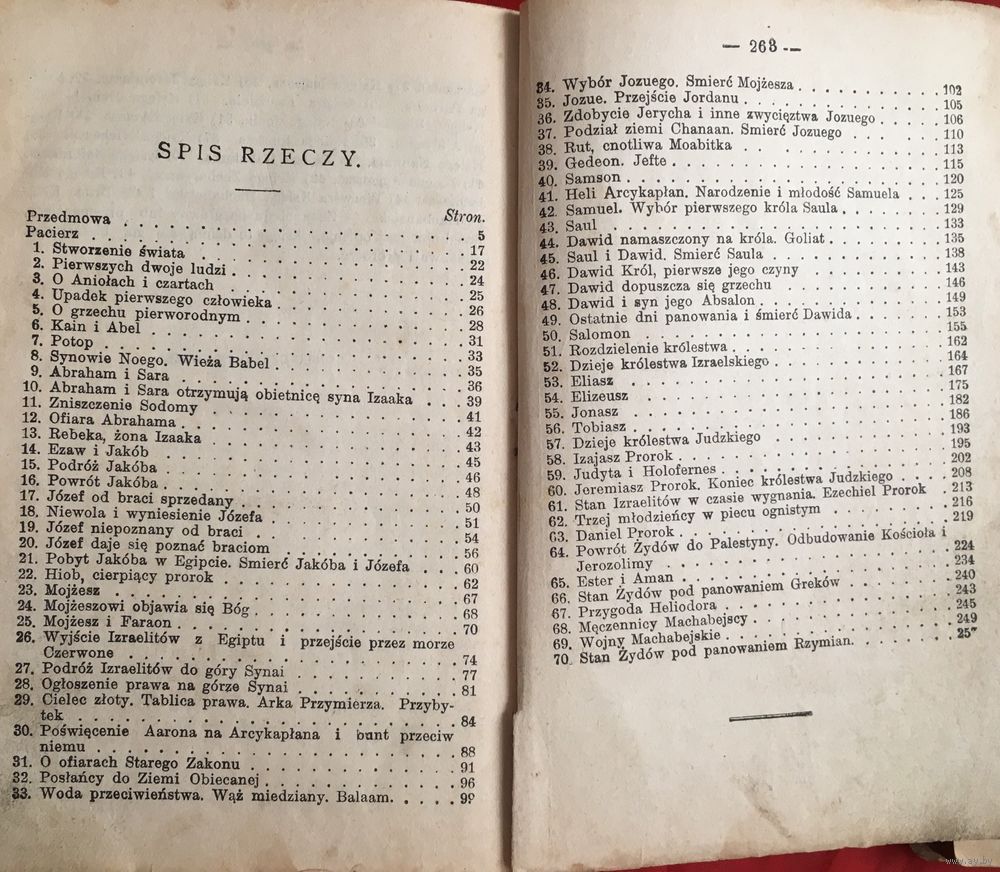 SPIS RZECZY.
Stron.
Przedmowa . . . . . 5
Pacierz . . . . . 17
1. Stworzenie świata . . . . . 22
2. Pierwszych dwoje ludzi . . . . . 24
3. O Aniołach i czartach . . . . . 25
4. Upadek pierwszego człowieka . . . . . 26
5. O grzechu pierworodnym . . . . . 28
6. Kain i Abel . . . . . 31
7. Potop . . . . . 33
8. Synowie Noego. Wieża Babel . . . . . 35
9. Abraham i Sara . . . . . 36
10. Abraham i Sara otrzymują obietnicę syna Izaaka . . . 39
11. Zniszczenie Sodomy . . . . . 41
12. Ofiara Abrahama . . . . . 42
13. Rebeka, żona Izaaka . . . . . 43
14. Ezaw i Jakób . . . . . 45
15. Podróż Jakóba . . . . . 46
16. Powrót Jakóba . . . . . 48
17. Józef od braci sprzedany . . . . . 50
18. Niewola i wyniesienie Józefa . . . . . 51
19. Józef niepoznany od braci . . . . . 54
20. Józef daje się poznać braciom . . . . . 56
21. Pobyt Jakóba w Egipcie. Smierć Jakóba i Józefa . . . 60
22. Hiob, cierpiący prorok . . . . . 62
23. Mojżesz . . . . . 67
24. Mojżeszowi objawia się Bóg . . . . . 68
25. Mojżesz i Faraon . . . . . 70
26. Wyjście Izraelitów z Egiptu i przejście przez morze
Czerwone . . . . . 74
27. Podróż Izraelitów do góry Synai . . . . . 77
28. Ogłoszenie prawa na górze Synai . . . . . 81
29. Cielec złoty. Tablica prawa. Arka Przymierza. Przyby-
tek . . . . . 84
30. Poświęcenie Aarona na Arcykapłana i bunt przeciw
niemu . . . . . 88
31. O ofiarach Starego Zakonu . . . . . 91
32. Posłańcy do Ziemi Obiecanej . . . . . 96
33. Woda przeciwieństwa. Wąż miedziany. Balaam. . . . . 99
— 263 —
34. Wybór Jozuego. Smierć Mojżesza . . . . . 102
35. Jozue. Przejście Jordanu . . . . . 105
36. Zdobycie Jerycha i inne zwycięztwa Jozuego . . . . . 106
37. Podział ziemi Chanaan. Smierć Jozuego . . . . . 110
38. Rut, cnotliwa Moabitka . . . . . 113
39. Gedeon. Jefte . . . . . 115
40. Samson . . . . . 120
41. Heli Arcykapłan. Narodzenie i młodość Samuela . . . 125
42. Samuel. Wybór pierwszego króla Saula . . . . . 129
43. Saul . . . . . 133
44. Dawid namaszczony na króla. Goliat . . . . . 135
45. Saul i Dawid. Smierć Saula . . . . . 138
46. Dawid Król, pierwsze jego czyny . . . . . 143
47. Dawid dopuszcza się grzechu . . . . . 146
48. Dawid i syn jego Absalon . . . . . 149
49. Ostatnie dni panowania i śmierć Dawida . . . . . 153
50. Salomon . . . . . 155
51. Rozdzielenie królestwa . . . . . 162
52. Dzieje królestwa Izraelskiego . . . . . 164
53. Eliasz . . . . . 167
54. Elizeusz . . . . . 175
55. Jonasz . . . . . 182
56. Tobiasz . . . . . 186
57. Dzieje królestwa Judzkiego . . . . . 193
58. Izajasz Prorok . . . . . 195
59. Judyta i Holofernes . . . . . 202
60. Jeremiasz Prorok. Koniec królestwa Judzkiego . . . . 208
61. Stan Izraelitów w czasie wygnania. Ezechiel Prorok . 213
62. Trzej młodzieńcy w piecu ognistym . . . . . 216
63. Daniel Prorok . . . . . 219
64. Powrót Żydów do Palestyny. Odbudowanie Kościoła i
Jerozolimy . . . . . 224
65. Ester i Aman . . . . . 234
66. Stan Żydów pod panowaniem Greków . . . . . 240
67. Przygoda Heliodora . . . . . 243
68. Męczennicy Machabejscy . . . . . 245
69. Wojny Machabejskie . . . . . 249
70. Stan Żydów pod panowaniem Rzymian. . . . . . 257
www.ay.by